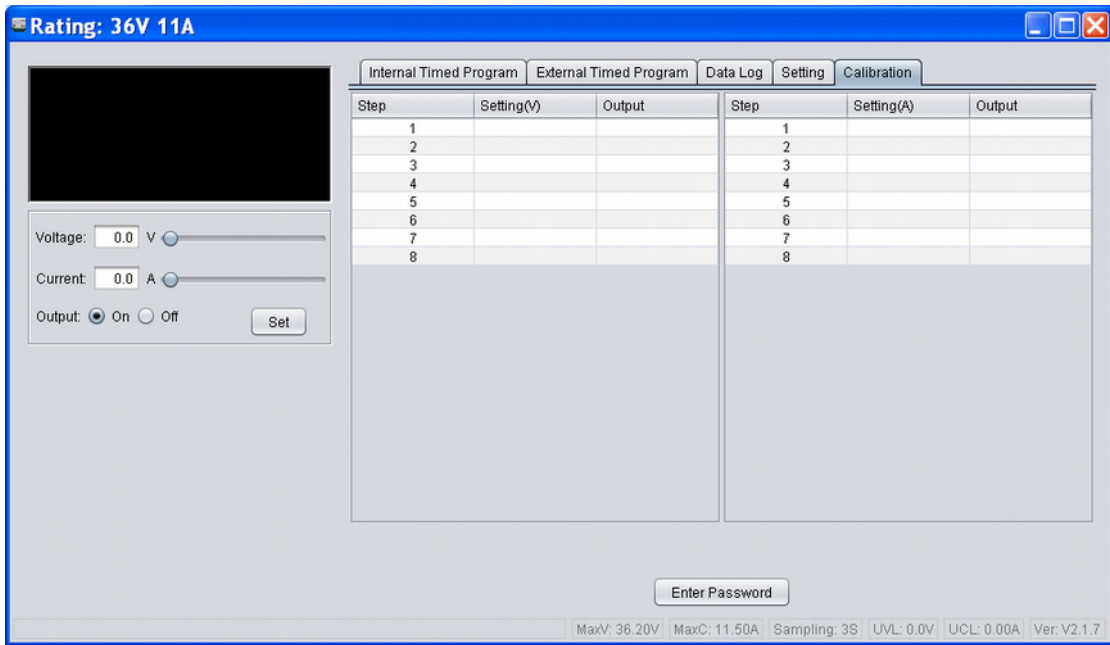 Rating: 36V 11A
Internal Timed Program External Timed Program Data Log Setting Calibration
Step Setting(V) Output Step Setting(A) Output
1 1
2 2
3 3
4 4
5 5
6 6
7 7
8 8
Voltage: 0.0 V
Current: 0.0 A
Output: On Off Set
Enter Password
MaxV: 36.20V MaxC: 11.50A Sampling: 3S UVL: 0.0V UCL: 0.00A Ver: V2.1.7